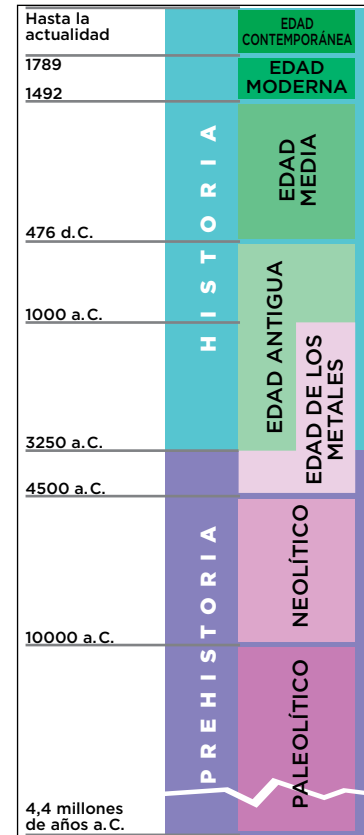 Hasta la
actualidad
1789
1492
476 d.C.
1000 a.C.
3250 a.C.
4500 a.C.
10000 a.C.
4,4 millones
de años a.C.
HISTORIA
PREHISTORIA
EDAD
CONTEMPORÁNEA
EDAD
MODERNA
EDAD
MEDIA
EDAD ANTIGUA
EDAD DE LOS
METALES
NEOLÍTICO
PALEOLÍTICO